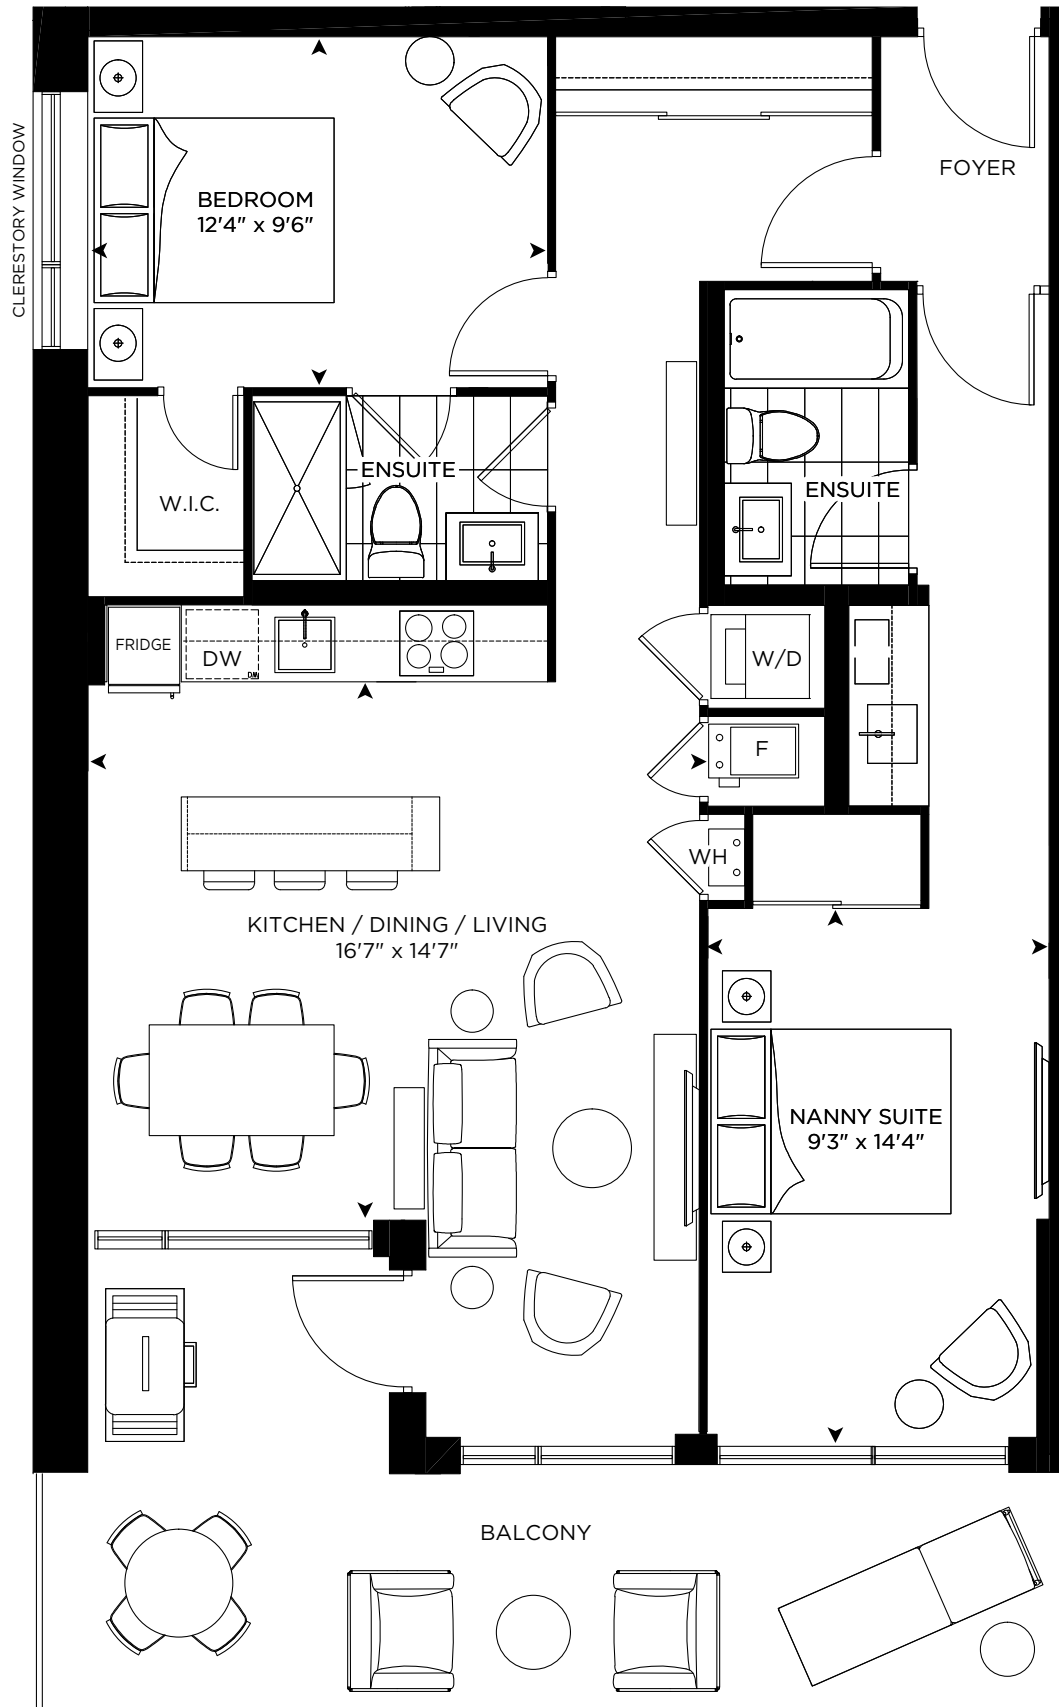 CLERESTORY WINDOW
BEDROOM
12'4" x 9'6"
FOYER
W.I.C.
ENSUITE
ENSUITE
FRIDGE
DW
D.W.
W/D
F
WH
KITCHEN / DINING / LIVING
16'7" x 14'7"
NANNY SUITE
9'3" x 14'4"
BALCONY